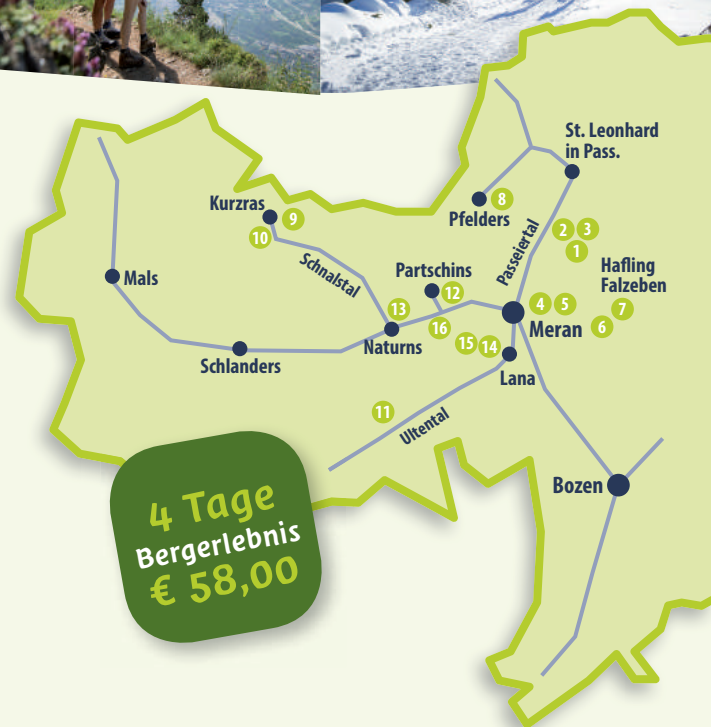 St. Leonhard
in Pass.
Kurzras
9
10
8
Pfelders
Passeiertal
2
3
1
Hafling
Falzeben
Schnalstal
Partschins
12
Mals
13
4
5
7
6
Meran
16
Naturns
15
14
Schlanders
Lana
11
Ultental
Bozen
4 Tage
Bergerlebnis
€ 58,00